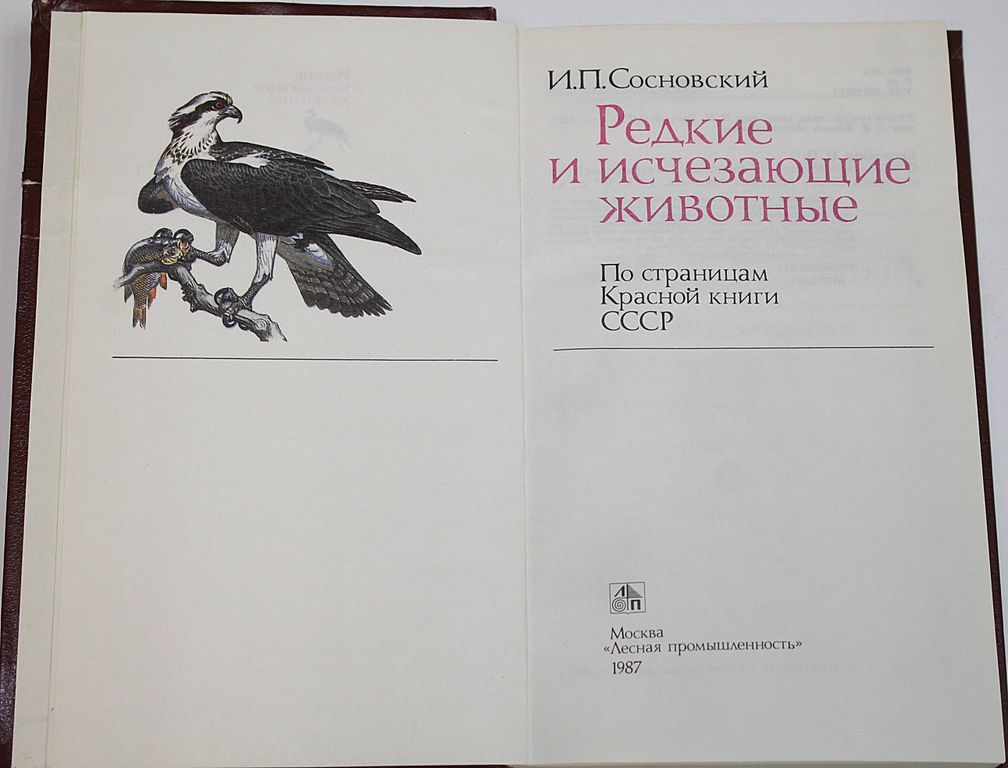 И.П.Сосновский
Редкие
и исчезающие
животные
По страницам
Красной книги
СССР
ЛП
Москва
«Лесная промышленность»
1987